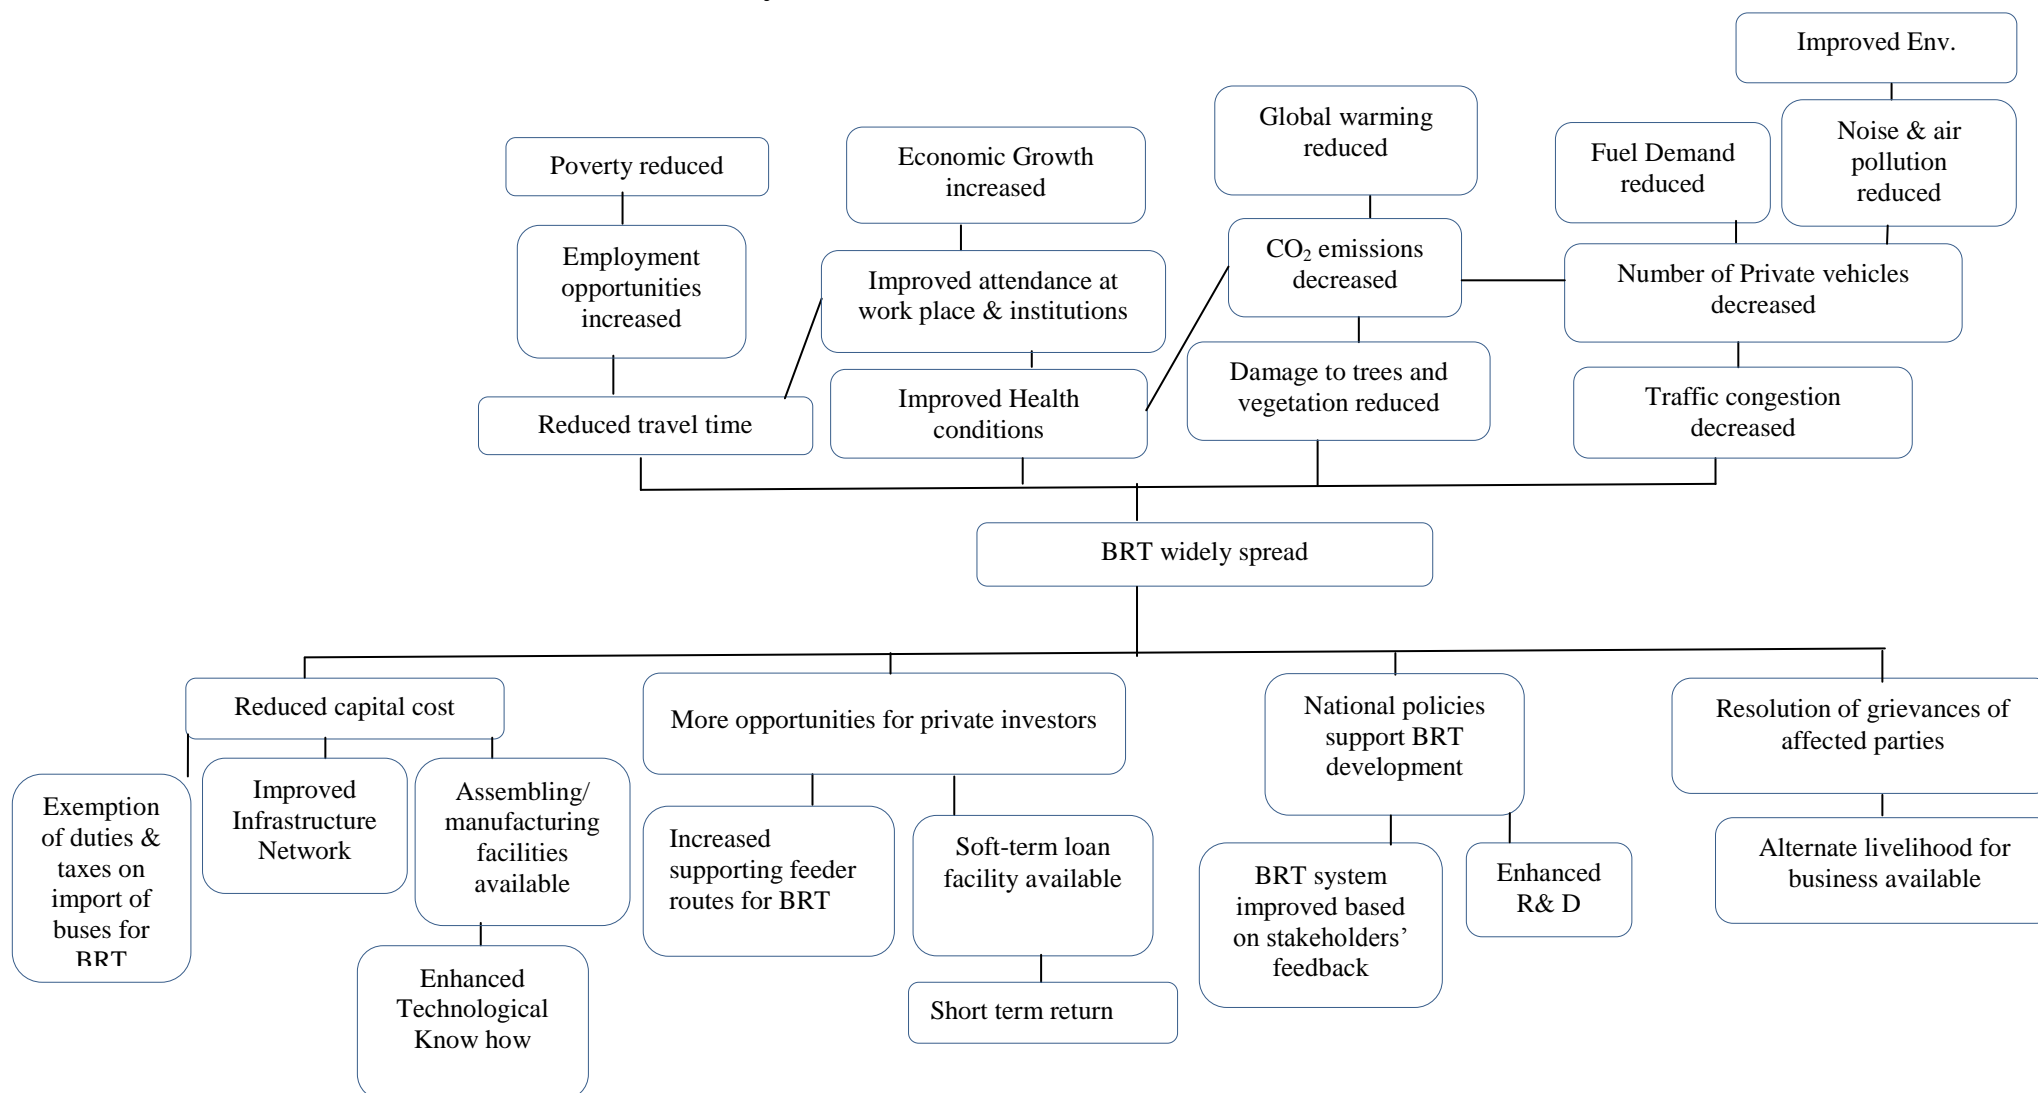 Improved Env.
Global warming
reduced
Noise & air
pollution
reduced
Fuel Demand
reduced
Economic Growth
increased
Poverty reduced
Employment
opportunities
increased
Improved attendance at
work place & institutions
CO₂ emissions
decreased
Number of Private vehicles
decreased
Reduced travel time
Improved Health
conditions
Damage to trees and
vegetation reduced
Traffic congestion
decreased
BRT widely spread
Reduced capital cost
More opportunities for private investors
National policies
support BRT
development
Resolution of grievances of
affected parties
Exemption
of duties &
taxes on
import of
buses for
BRT
Improved
Infrastructure
Network
Assembling/
manufacturing
facilities
available
Increased
supporting feeder
routes for BRT
Soft-term loan
facility available
BRT system
improved based
on stakeholders’
feedback
Enhanced
R& D
Alternate livelihood for
business available
Enhanced
Technological
Know how
Short term return